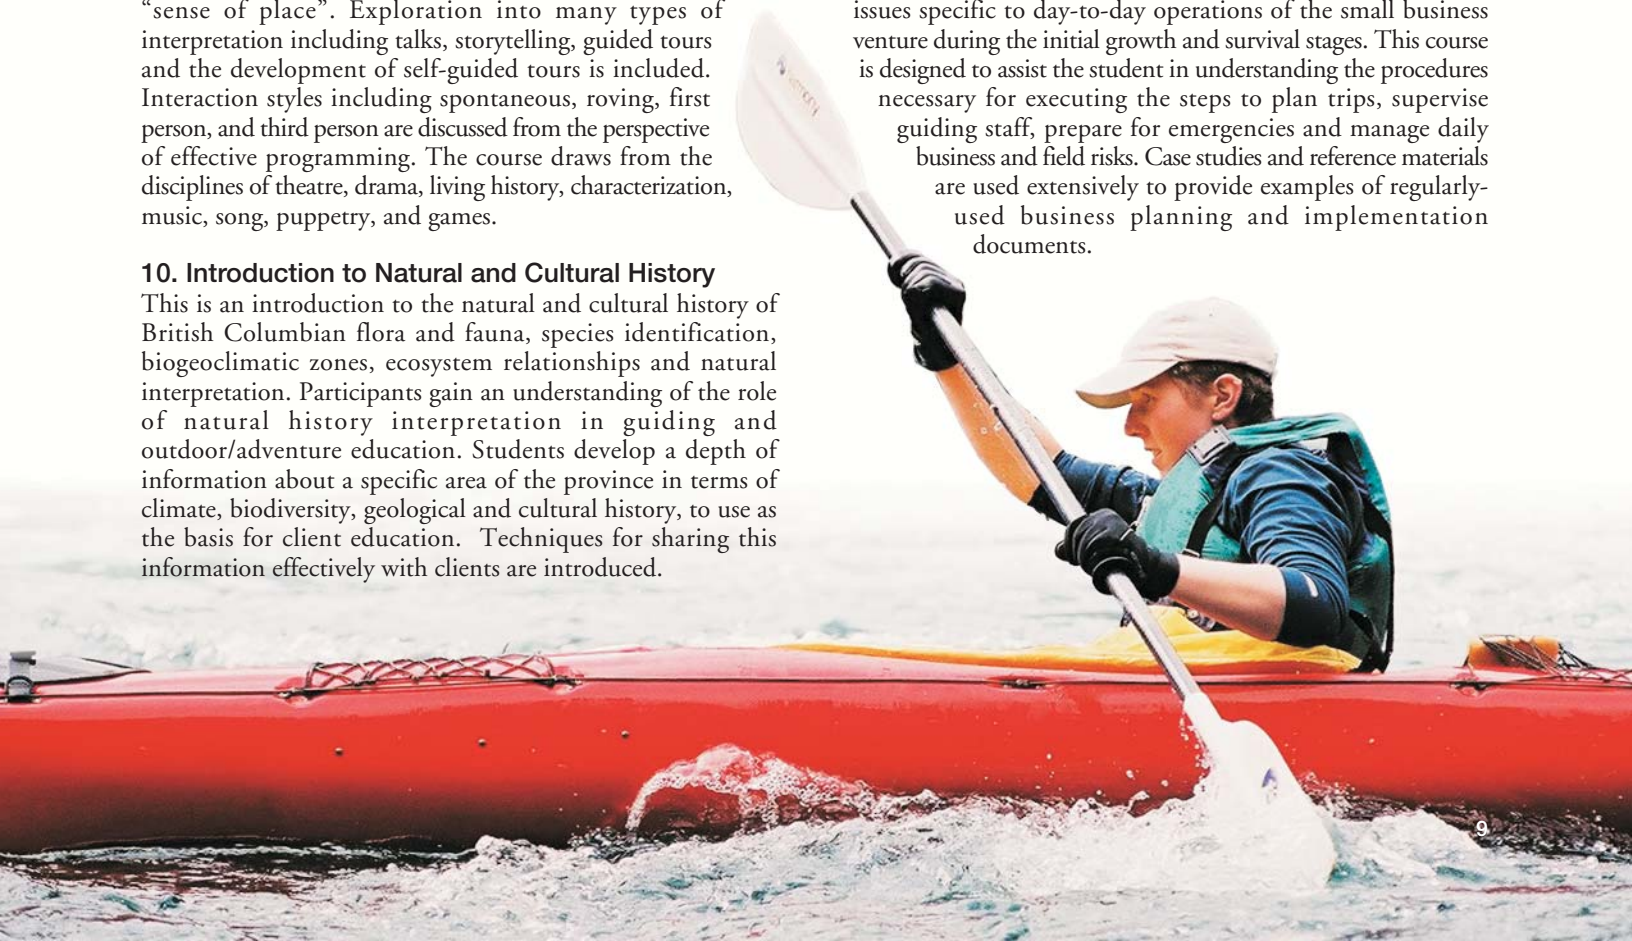 “sense of place”. Exploration into many types of
interpretation including talks, storytelling, guided tours
and the development of self-guided tours is included.
Interaction styles including spontaneous, roving, first
person, and third person are discussed from the perspective
of effective programming. The course draws from the
disciplines of theatre, drama, living history, characterization,
music, song, puppetry, and games.
10. Introduction to Natural and Cultural History
This is an introduction to the natural and cultural history of
British Columbian flora and fauna, species identification,
biogeoclimatic zones, ecosystem relationships and natural
interpretation. Participants gain an understanding of the role
of natural history interpretation in guiding and
outdoor/adventure education. Students develop a depth of
information about a specific area of the province in terms of
climate, biodiversity, geological and cultural history, to use as
the basis for client education.  Techniques for sharing this
information effectively with clients are introduced.
issues specific to day-to-day operations of the small business
venture during the initial growth and survival stages. This course
is designed to assist the student in understanding the procedures
necessary for executing the steps to plan trips, supervise
guiding staff, prepare for emergencies and manage daily
business and field risks. Case studies and reference materials
are used extensively to provide examples of regularly-
used business planning and implementation
documents.
9